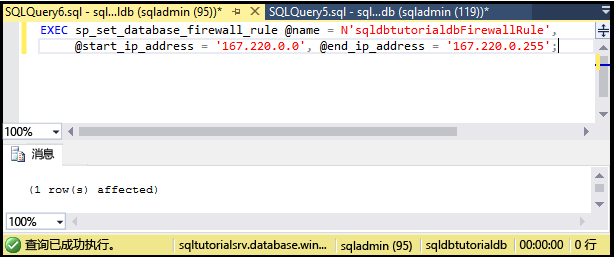 SQLQuery6.sql - sql...ldb (sqladmin (95))* SQLQuery5.sql - sql...db (sqladmin (119))*
EXEC sp_set_database_firewall_rule @name = N'sqldbtutorialdbFirewallRule',
@start_ip_address = '167.220.0.0', @end_ip_address = '167.220.0.255';
100%
消息
(1 row(s) affected)
100%
查询已成功执行。 sqltutorialsrv.database.win... sqladmin (95) sqldbtutorialdb 00:00:00 0 行